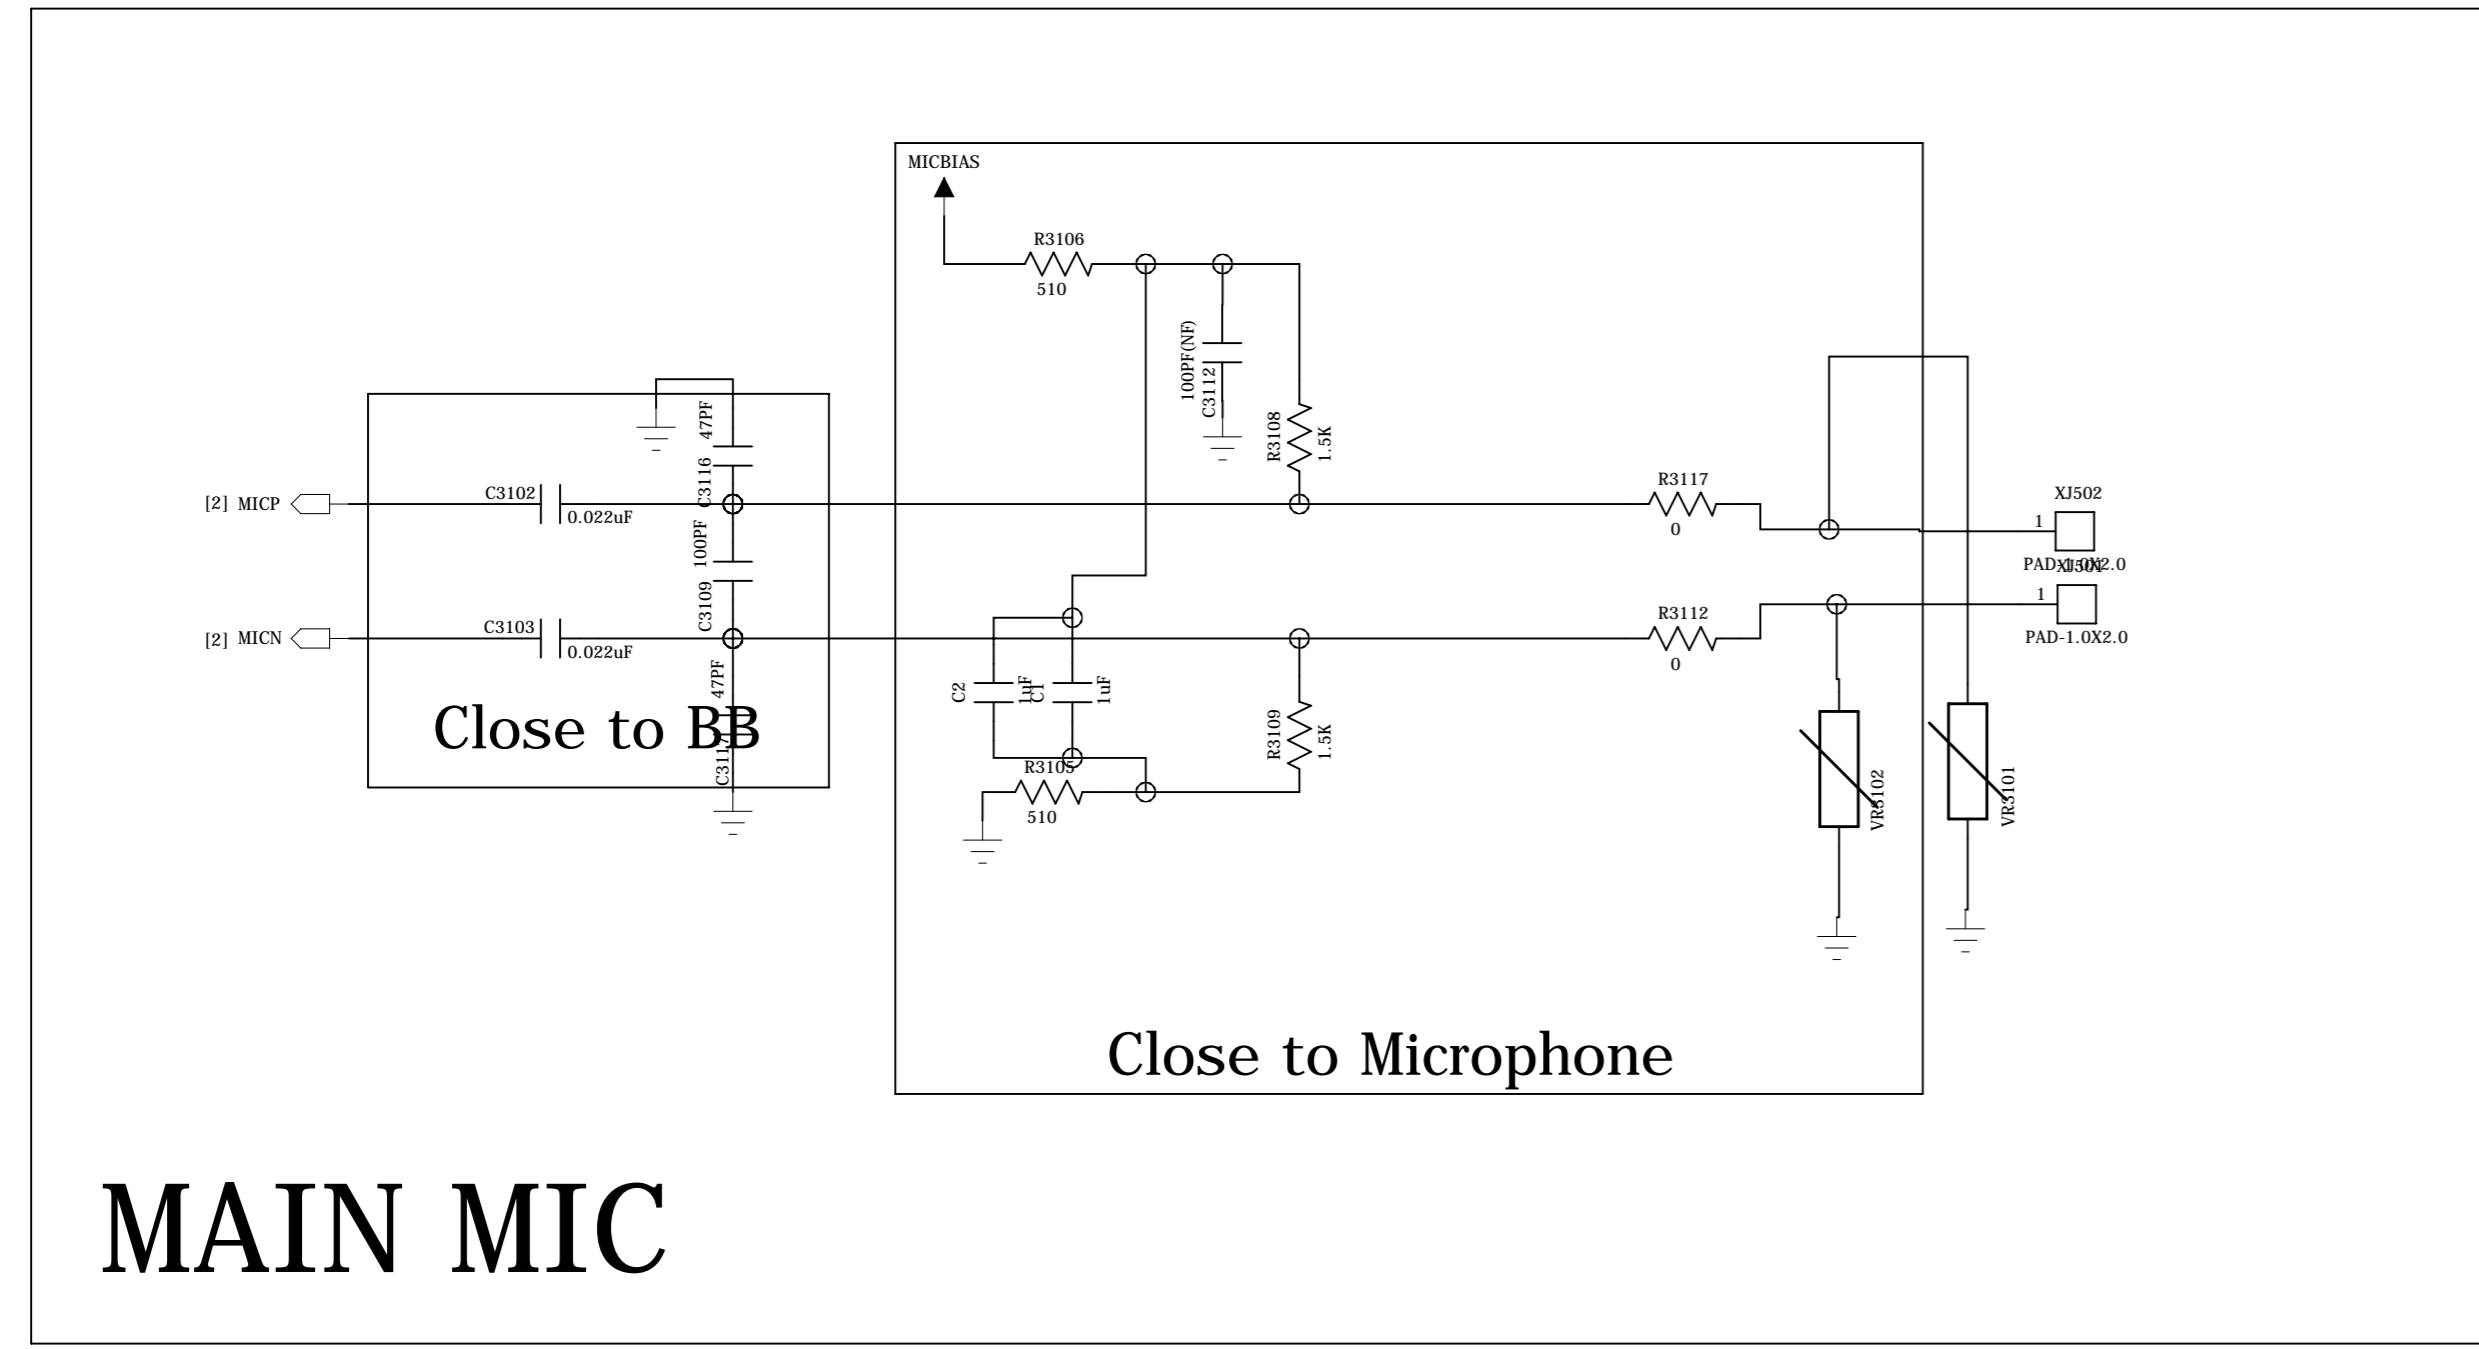 MICBIAS
R3106
510
100PF(NF)
C3112
R3108
1.5K
47PF
C3116
[2] MICP
C3102
0.022uF
100PF
C3109
R3117
0
XJ502
1
PAD-1.0X2.0
XJ501
1
PAD-1.0X2.0
[2] MICN
C3103
0.022uF
R3112
0
47PF
C3117
C2
1uF
C1
1uF
R3109
1.5K
R3105
510
VR3102
VR3101
Close to BB
Close to Microphone
MAIN MIC